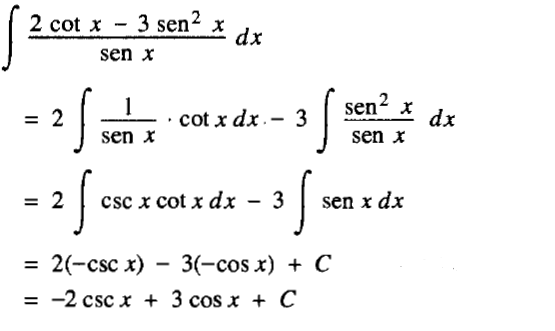 ∫ (2 cot x − 3 sen² x)/(sen x) dx
= 2 ∫ 1/(sen x) · cot x dx − 3 ∫ (sen² x)/(sen x) dx
= 2 ∫ csc x cot x dx − 3 ∫ sen x dx
= 2(−csc x) − 3(−cos x) + C
= −2 csc x + 3 cos x + C